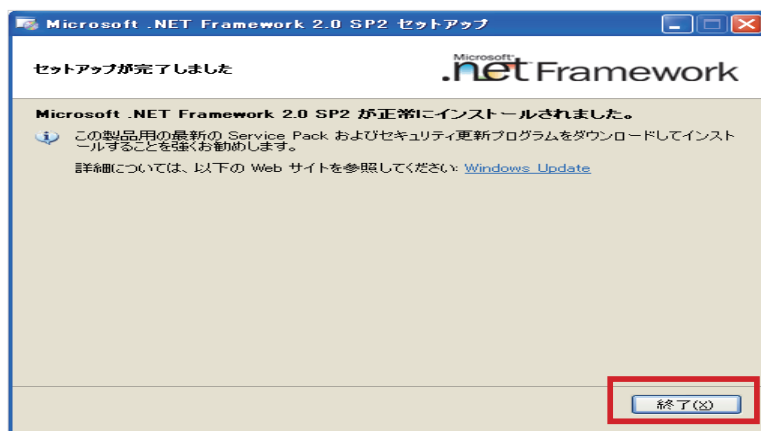 Microsoft .NET Framework 2.0 SP2 セットアップ
セットアップが完了しました
Microsoft
.net Framework
Microsoft .NET Framework 2.0 SP2 が正常にインストールされました。
この製品用の最新の Service Pack およびセキュリティ更新プログラムをダウンロードしてインスト
ールすることを強くお勧めします。
詳細については、以下の Web サイトを参照してください: Windows Update
終了(X)